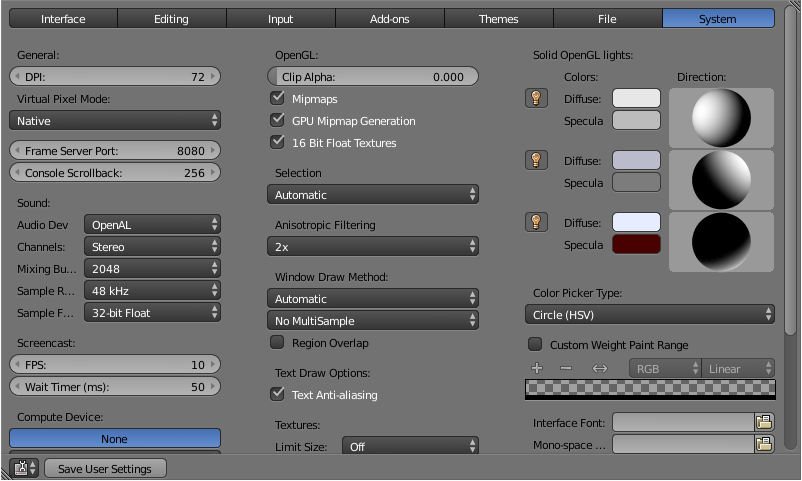 Interface Editing Input Add-ons Themes File System
General:
DPI: 72
Virtual Pixel Mode:
Native
Frame Server Port: 8080
Console Scrollback: 256
Sound:
Audio Dev OpenAL
Channels: Stereo
Mixing Bu... 2048
Sample R... 48 kHz
Sample F... 32-bit Float
Screencast:
FPS: 10
Wait Timer (ms): 50
Compute Device:
None
OpenGL:
Clip Alpha: 0.000
Mipmaps
GPU Mipmap Generation
16 Bit Float Textures
Selection
Automatic
Anisotropic Filtering
2x
Window Draw Method:
Automatic
No MultiSample
Region Overlap
Text Draw Options:
Text Anti-aliasing
Textures:
Limit Size: Off
Solid OpenGL lights:
Colors: Direction:
Diffuse:
Specula
Diffuse:
Specula
Diffuse:
Specula
Color Picker Type:
Circle (HSV)
Custom Weight Paint Range
RGB Linear
Interface Font:
Mono-space ...
Save User Settings